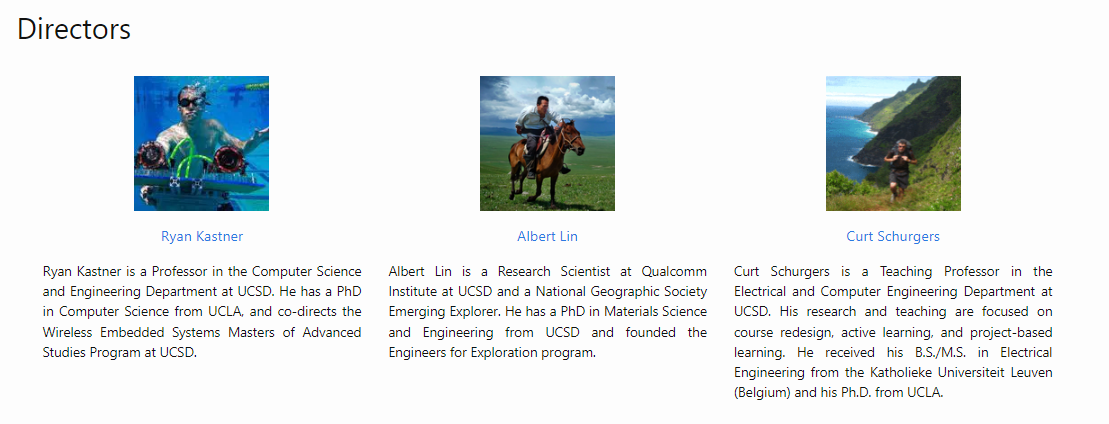 Directors
Ryan Kastner
Ryan Kastner is a Professor in the Computer Science
and Engineering Department at UCSD. He has a PhD
in Computer Science from UCLA, and co-directs the
Wireless Embedded Systems Masters of Advanced
Studies Program at UCSD.
Albert Lin
Albert Lin is a Research Scientist at Qualcomm
Institute at UCSD and a National Geographic Society
Emerging Explorer. He has a PhD in Materials Science
and Engineering from UCSD and founded the
Engineers for Exploration program.
Curt Schurgers
Curt Schurgers is a Teaching Professor in the
Electrical and Computer Engineering Department at
UCSD. His research and teaching are focused on
course redesign, active learning, and project-based
learning. He received his B.S./M.S. in Electrical
Engineering from the Katholieke Universiteit Leuven
(Belgium) and his Ph.D. from UCLA.